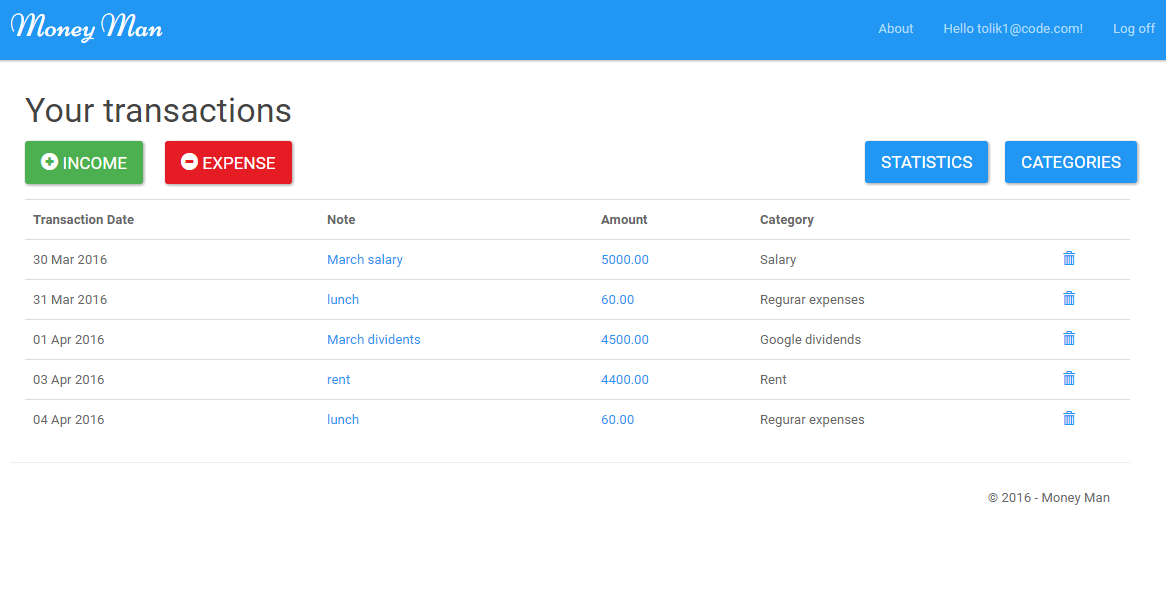 Money Man About Hello tolik1@code.com! Log off
Your transactions
INCOME EXPENSE STATISTICS CATEGORIES
Transaction Date Note Amount Category
30 Mar 2016 March salary 5000.00 Salary
31 Mar 2016 lunch 60.00 Regurar expenses
01 Apr 2016 March dividents 4500.00 Google dividends
03 Apr 2016 rent 4400.00 Rent
04 Apr 2016 lunch 60.00 Regurar expenses
© 2016 - Money Man